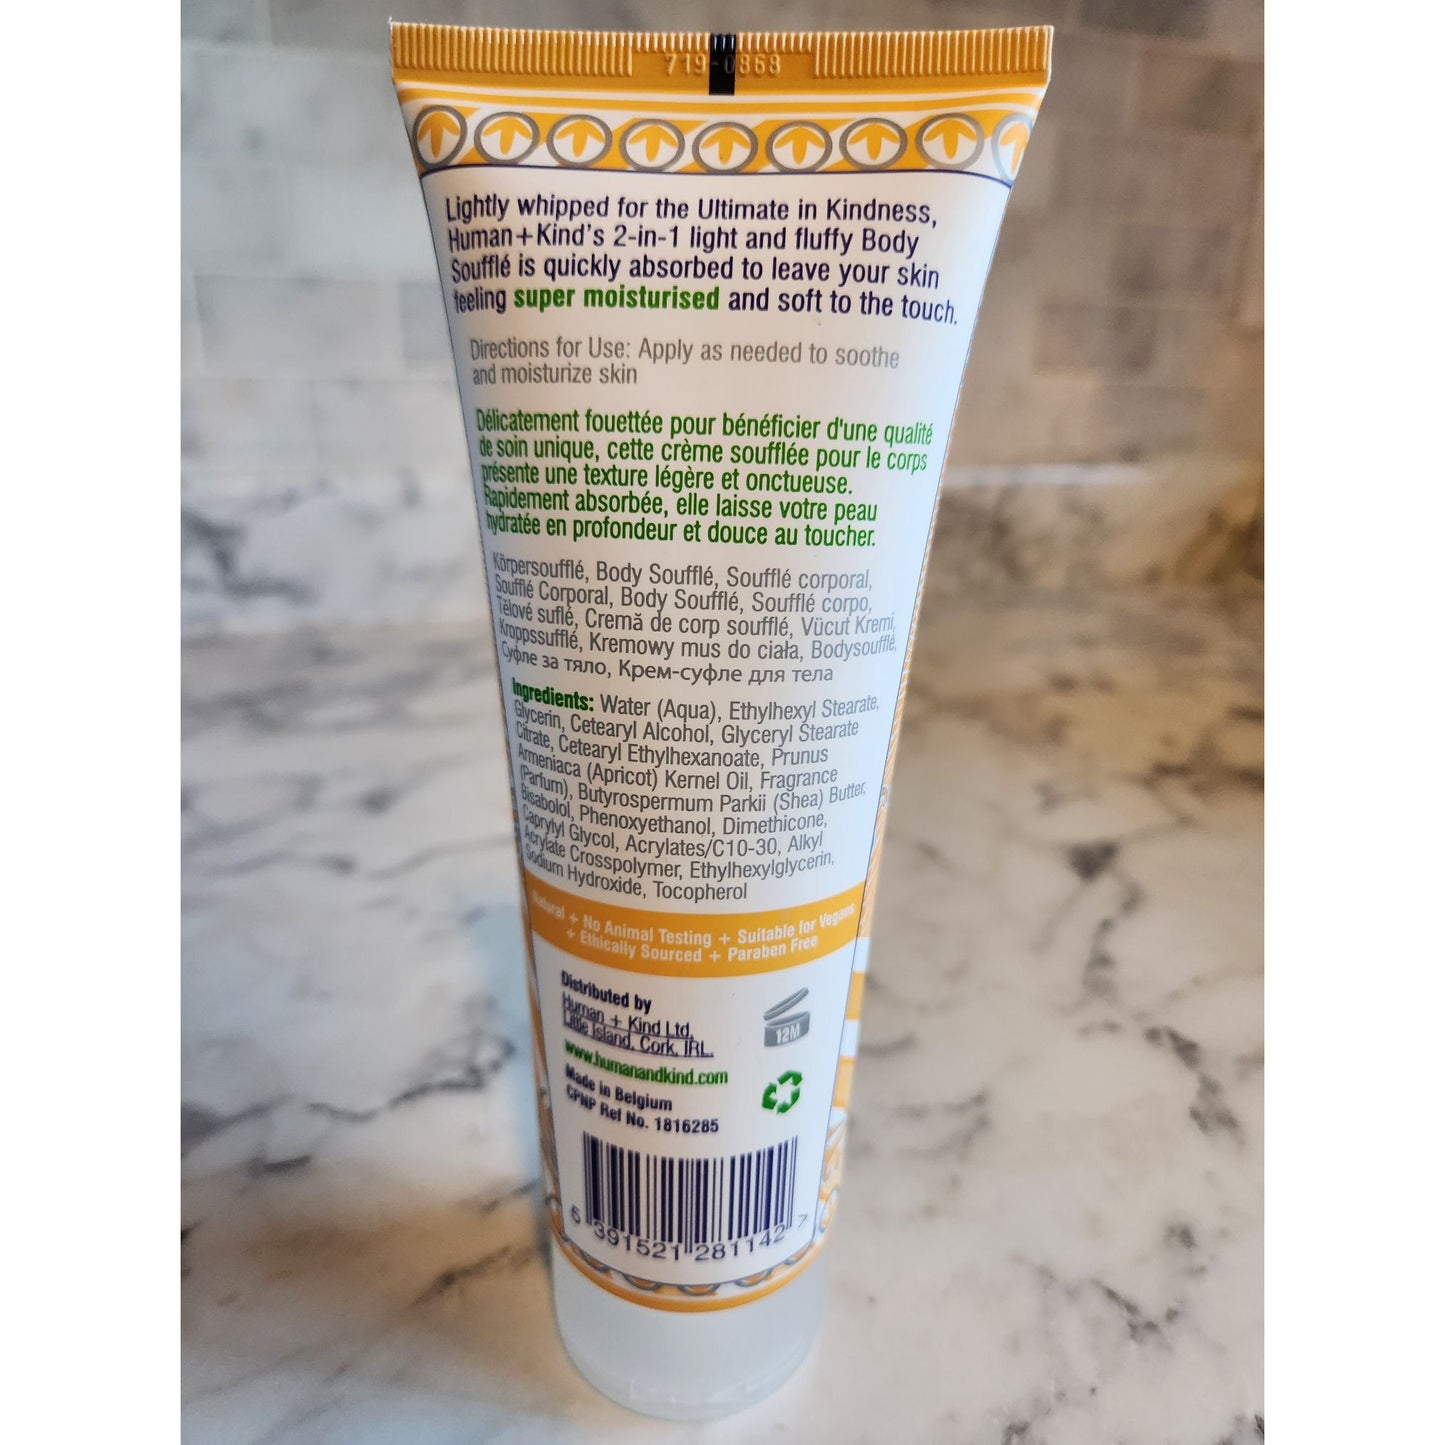 719-0868
Lightly whipped for the Ultimate in Kindness,
Human+Kind's 2-in-1 light and fluffy Body
Soufflé is quickly absorbed to leave your skin
feeling super moisturised and soft to the touch.
Directions for Use: Apply as needed to soothe
and moisturize skin
Délicatement fouettée pour bénéficier d'une qualité
de soin unique, cette crème soufflée pour le corps
présente une texture légère et onctueuse.
Rapidement absorbée, elle laisse votre peau
hydratée en profondeur et douce au toucher.
Körpersoufflé, Body Soufflé, Soufflé corporal,
Soufflé Corporal, Body Soufflé, Soufflé corpo,
Tělové suflé, Cremă de corp soufflé, Vücut Kremi,
Kroppssufflé, Kremowy mus do ciała, Bodysoufflé,
Суфле за тяло, Крем-суфле для тела
Ingredients: Water (Aqua), Ethylhexyl Stearate,
Glycerin, Cetearyl Alcohol, Glyceryl Stearate
Citrate, Cetearyl Ethylhexanoate, Prunus
Armeniaca (Apricot) Kernel Oil, Fragrance
(Parfum), Butyrospermum Parkii (Shea) Butter,
Bisabolol, Phenoxyethanol, Dimethicone,
Caprylyl Glycol, Acrylates/C10-30, Alkyl
Acrylate Crosspolymer, Ethylhexylglycerin,
Sodium Hydroxide, Tocopherol
Natural + No Animal Testing + Suitable for Vegans
+ Ethically Sourced + Paraben Free
Distributed by
Human + Kind Ltd,
Little Island, Cork, IRL.
www.humanandkind.com
Made in Belgium
CPNP Ref No. 1816285
12M
5 391521 281142 7